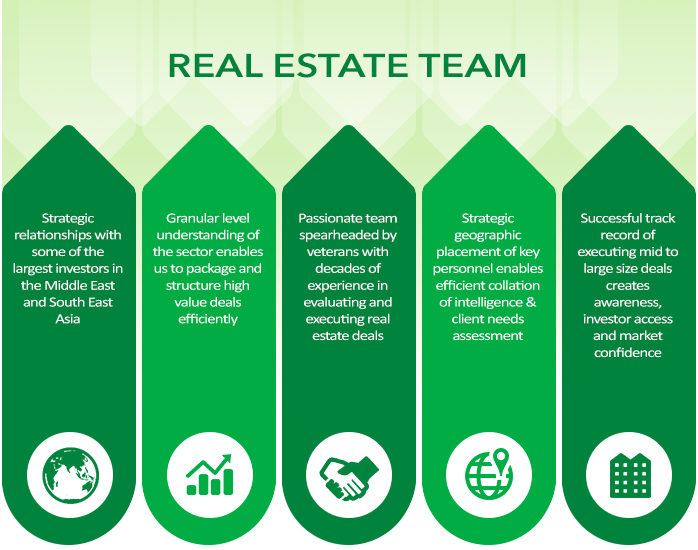 REAL ESTATE TEAM
Strategic
relationships with
some of the
largest investors in
the Middle East
and South East
Asia
Granular level
understanding of
the sector enables
us to package and
structure high
value deals
efficiently
Passionate team
spearheaded by
veterans with
decades of
experience in
evaluating and
executing real
estate deals
Strategic
geographic
placement of key
personnel enables
efficient collation
of intelligence &
client needs
assessment
Successful track
record of
executing mid to
large size deals
creates
awareness,
investor access
and market
confidence